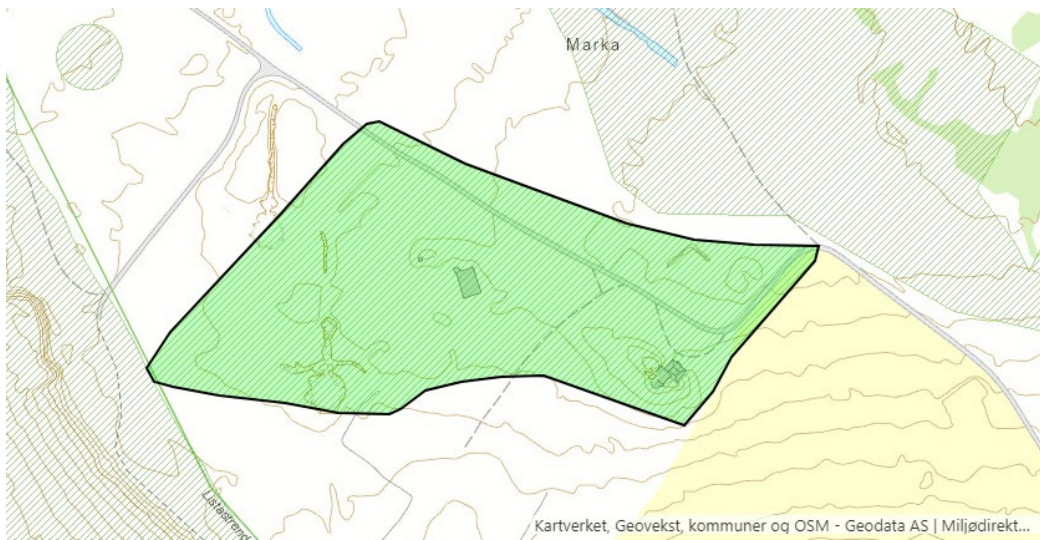 Marka
Listastrend
Kartverket, Geovekst, kommuner og OSM - Geodata AS | Miljødirekt...